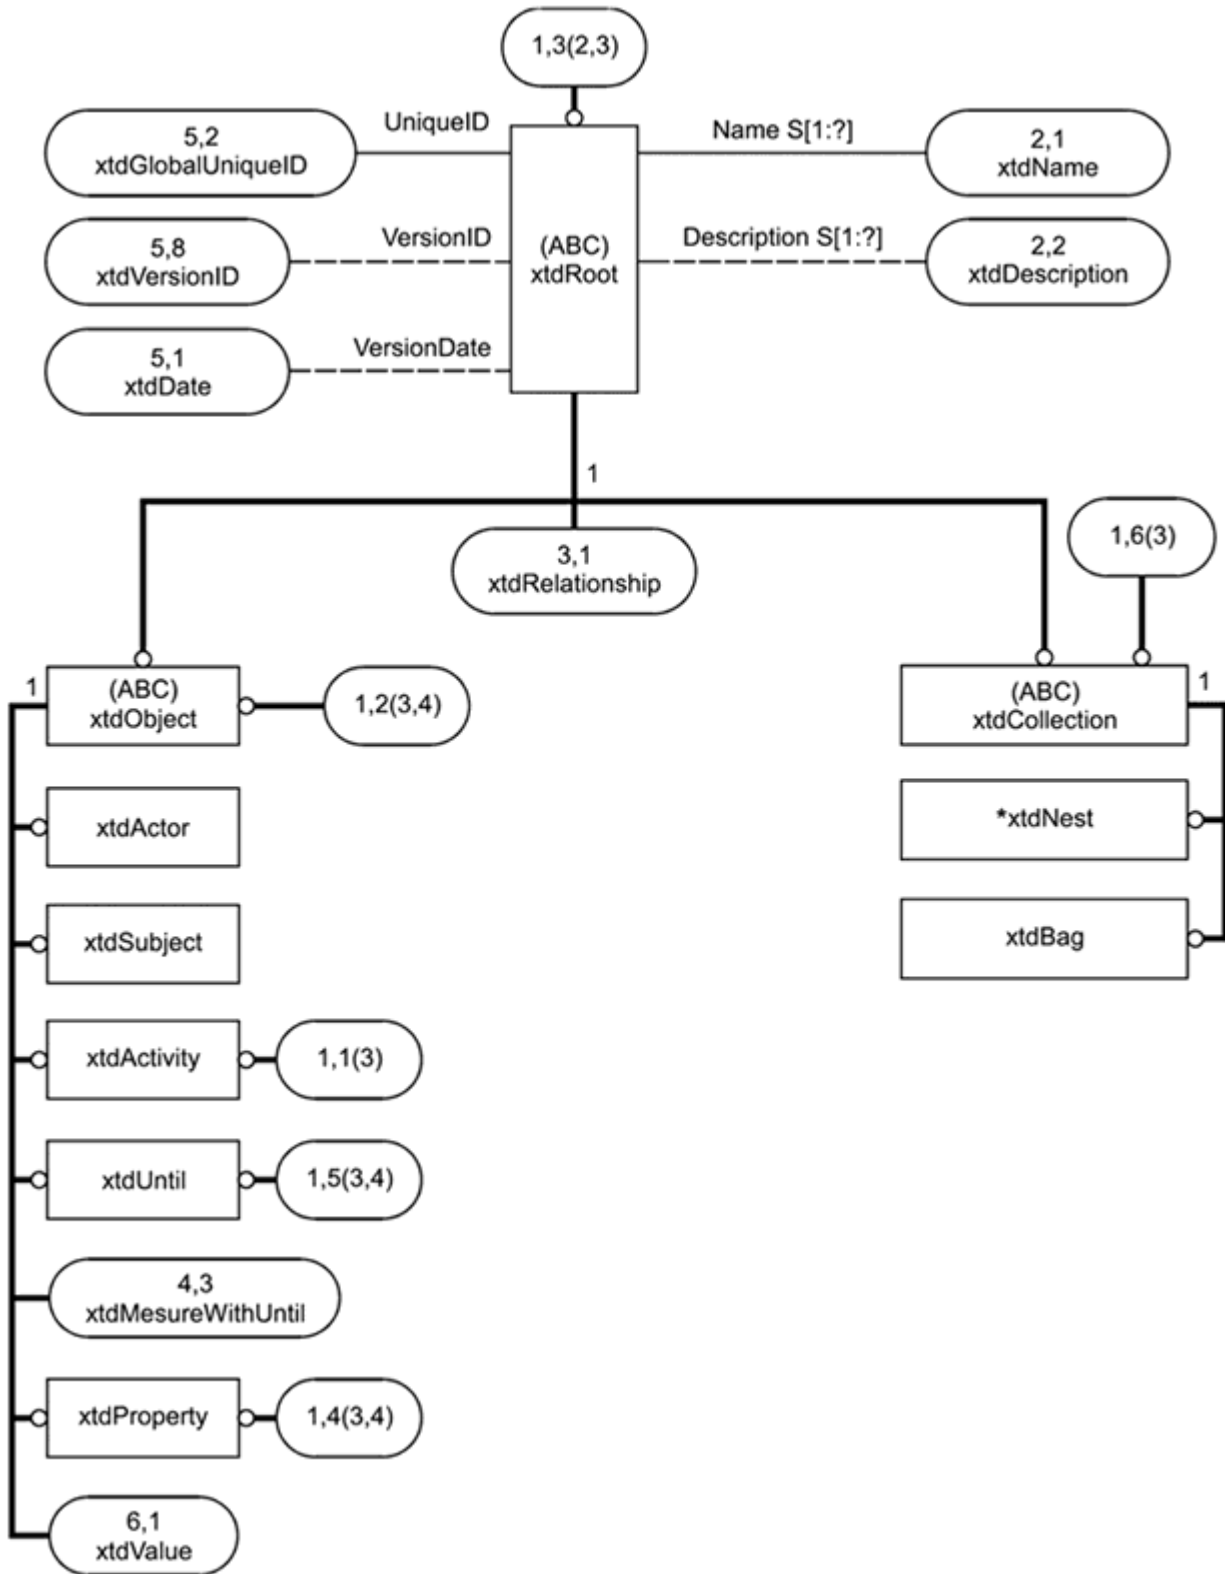 1,3(2,3)
UniqueID
Name S[1:?]
5,2
xtdGlobalUniqueID
2,1
xtdName
VersionID
Description S[1:?]
(ABC)
xtdRoot
5,8
xtdVersionID
2,2
xtdDescription
VersionDate
5,1
xtdDate
1
3,1
xtdRelationship
1,6(3)
1
(ABC)
xtdObject
1,2(3,4)
(ABC)
xtdCollection
1
xtdActor
*xtdNest
xtdSubject
xtdBag
xtdActivity
1,1(3)
xtdUntil
1,5(3,4)
4,3
xtdMesureWithUntil
xtdProperty
1,4(3,4)
6,1
xtdValue